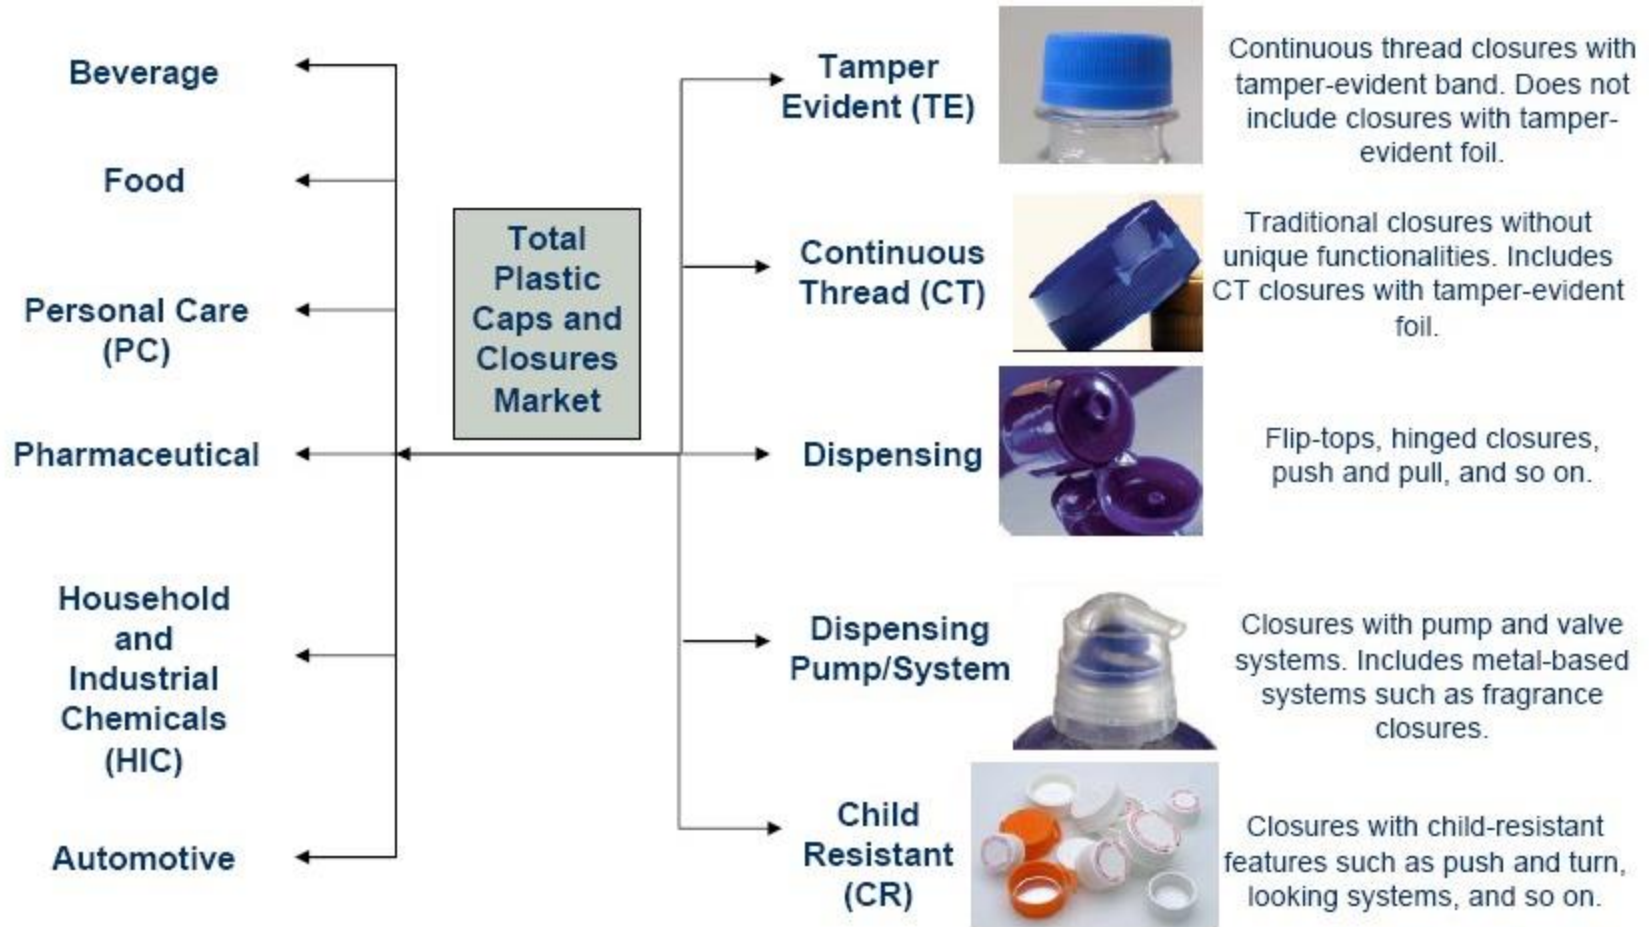 Beverage
Food
Personal Care
(PC)
Pharmaceutical
Household
and
Industrial
Chemicals
(HIC)
Automotive
Total
Plastic
Caps and
Closures
Market
Tamper
Evident (TE)
Continuous thread closures with
tamper-evident band. Does not
include closures with tamper-
evident foil.
Continuous
Thread (CT)
Traditional closures without
unique functionalities. Includes
CT closures with tamper-evident
foil.
Dispensing
Flip-tops, hinged closures,
push and pull, and so on.
Dispensing
Pump/System
Closures with pump and valve
systems. Includes metal-based
systems such as fragrance
closures.
Child
Resistant
(CR)
Closures with child-resistant
features such as push and turn,
looking systems, and so on.